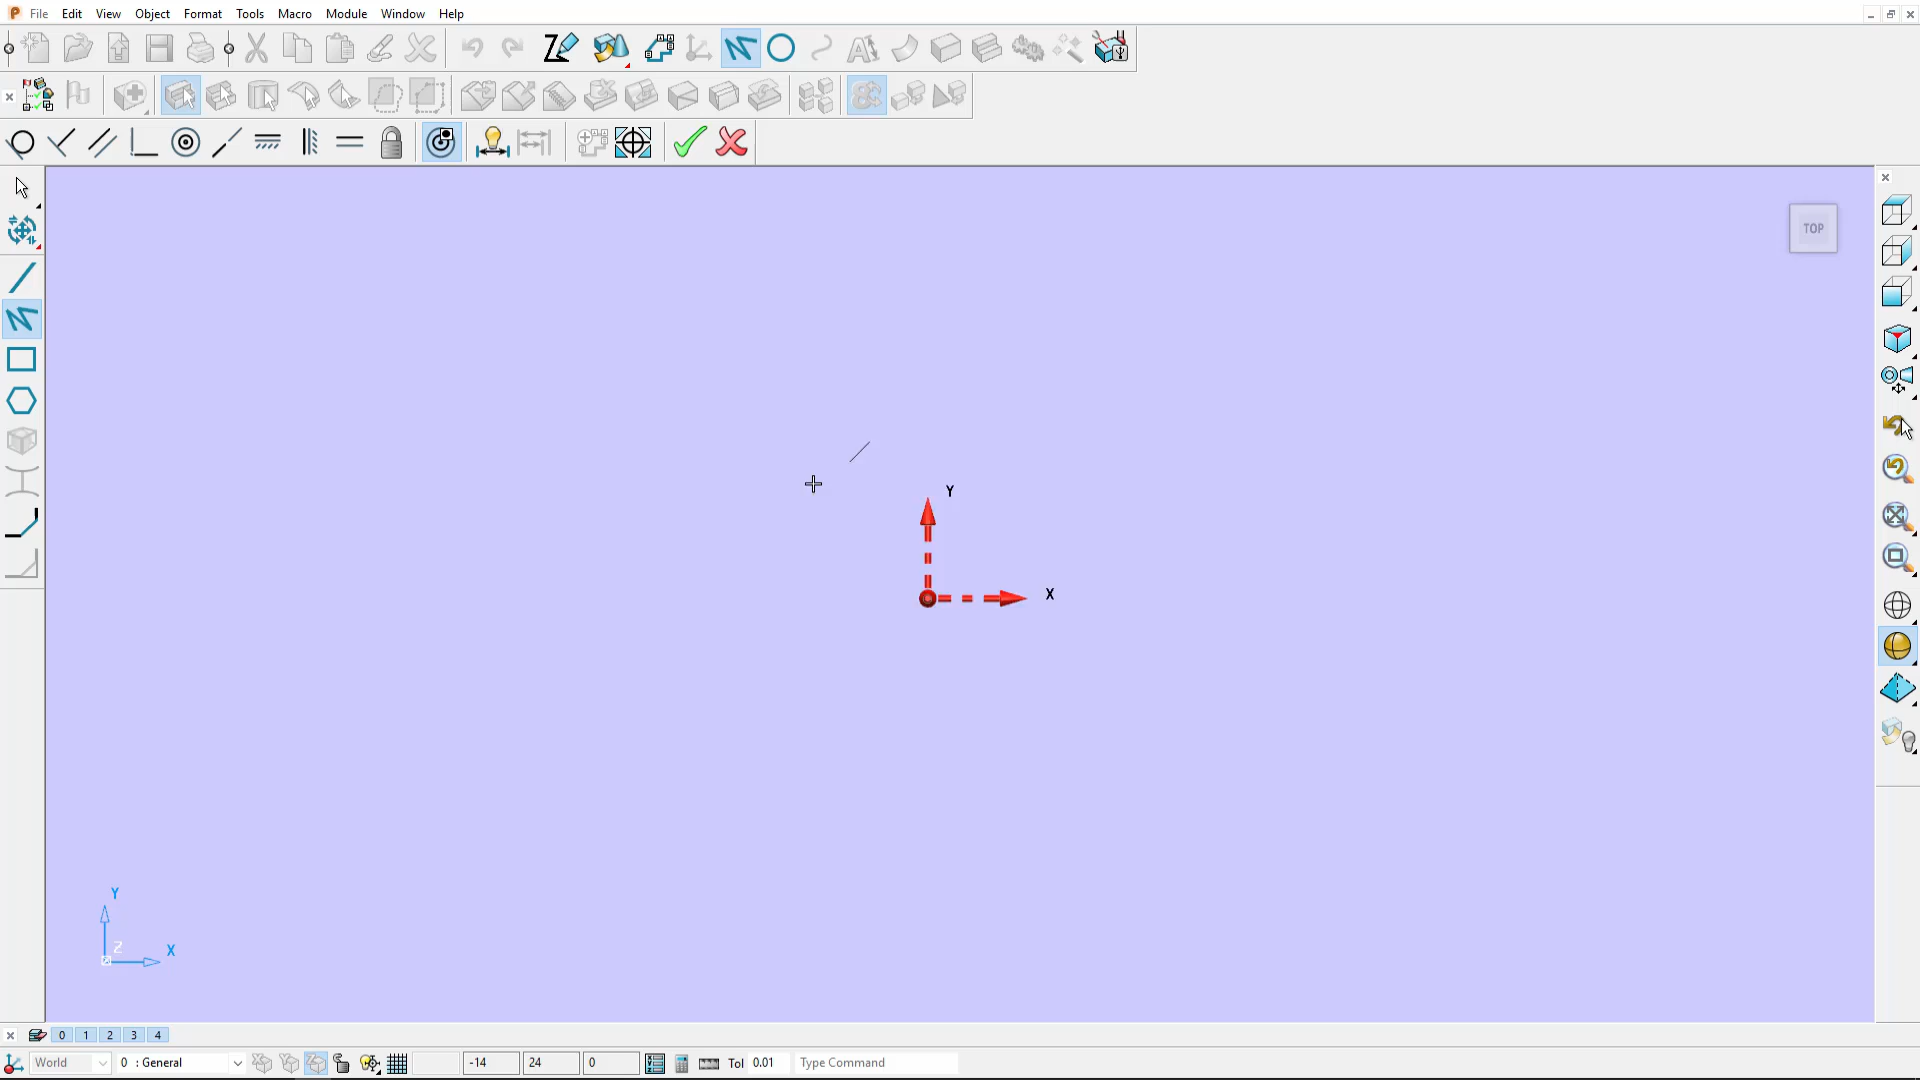 File Edit View Object Format Tools Macro Module Window Help
TOP
Y
X
Y
Z
X
0 1 2 3 4
World 0 : General -14 24 0 Tol 0.01 Type Command